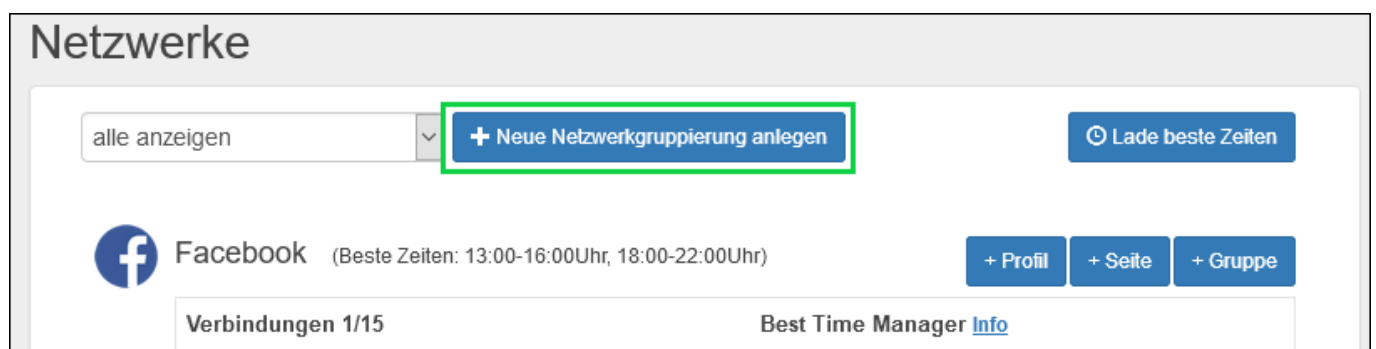 Netzwerke
alle anzeigen + Neue Netzwerkgruppierung anlegen Lade beste Zeiten
Facebook (Beste Zeiten: 13:00-16:00Uhr, 18:00-22:00Uhr) + Profil + Seite + Gruppe
Verbindungen 1/15 Best Time Manager Info